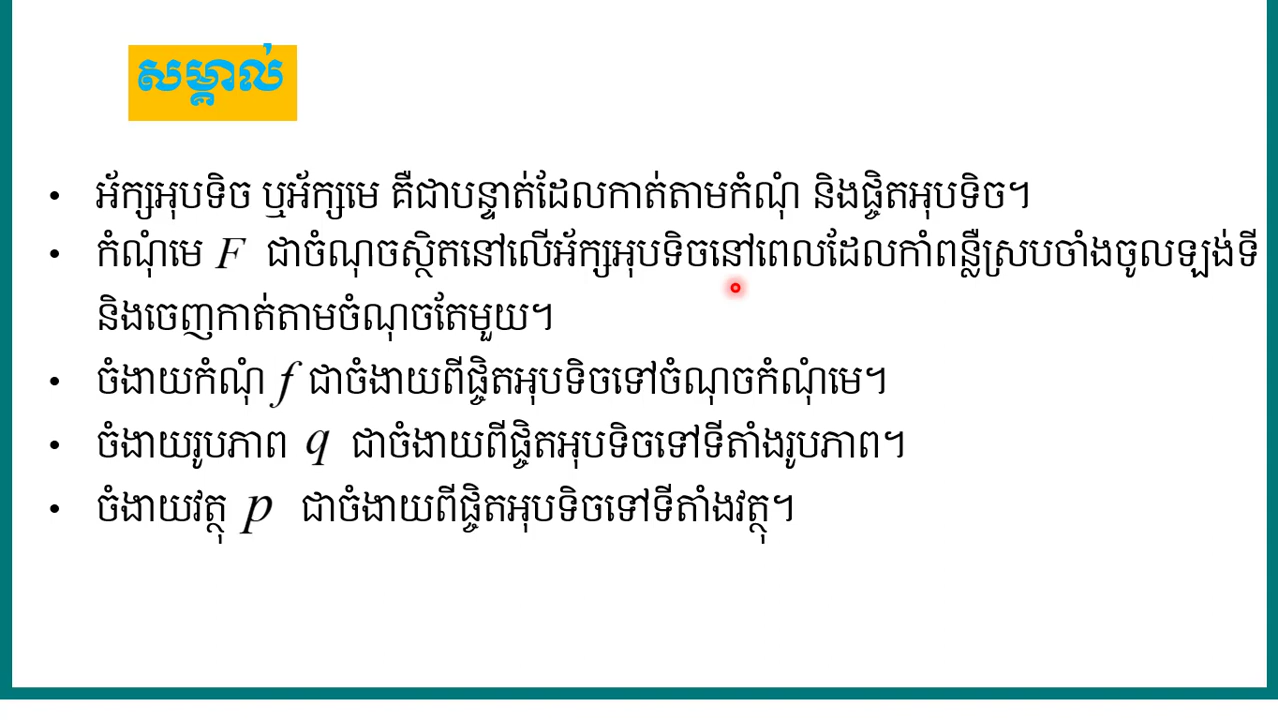 សម្គាល់
• អ័ក្សអុបទិច ឬអ័ក្សមេ គឺជាបន្ទាត់ដែលកាត់តាមកំណុំ និងផ្ចិតអុបទិច។
• កំណុំមេ F ជាចំណុចស្ថិតនៅលើអ័ក្សអុបទិចនៅពេលដែលកាំពន្លឺស្របចាំងចូលឡង់ទី
និងចេញកាត់តាមចំណុចតែមួយ។
• ចំងាយកំណុំ f ជាចំងាយពីផ្ចិតអុបទិចទៅចំណុចកំណុំមេ។
• ចំងាយរូបភាព q ជាចំងាយពីផ្ចិតអុបទិចទៅទីតាំងរូបភាព។
• ចំងាយវត្ថុ p ជាចំងាយពីផ្ចិតអុបទិចទៅទីតាំងវត្ថុ។